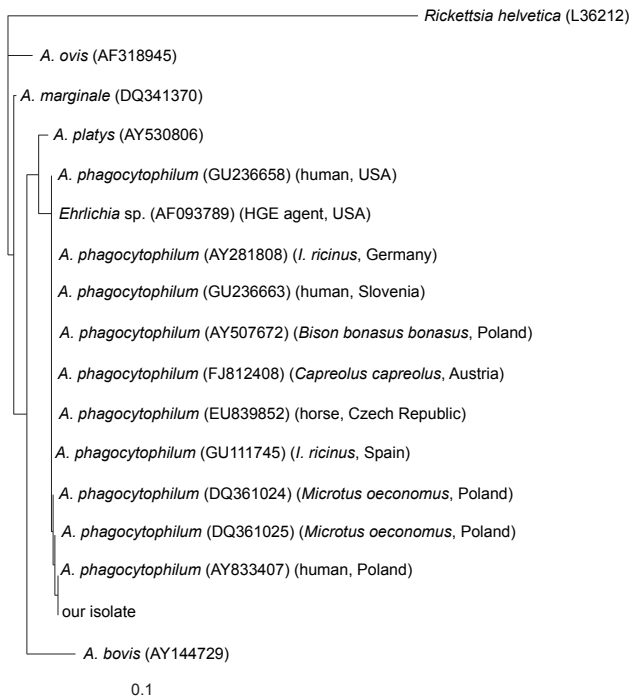 Rickettsia helvetica (L36212)
A. ovis (AF318945)
A. marginale (DQ341370)
A. platys (AY530806)
A. phagocytophilum (GU236658) (human, USA)
Ehrlichia sp. (AF093789) (HGE agent, USA)
A. phagocytophilum (AY281808) (I. ricinus, Germany)
A. phagocytophilum (GU236663) (human, Slovenia)
A. phagocytophilum (AY507672) (Bison bonasus bonasus, Poland)
A. phagocytophilum (FJ812408) (Capreolus capreolus, Austria)
A. phagocytophilum (EU839852) (horse, Czech Republic)
A. phagocytophilum (GU111745) (I. ricinus, Spain)
A. phagocytophilum (DQ361024) (Microtus oeconomus, Poland)
A. phagocytophilum (DQ361025) (Microtus oeconomus, Poland)
A. phagocytophilum (AY833407) (human, Poland)
our isolate
A. bovis (AY144729)
0.1